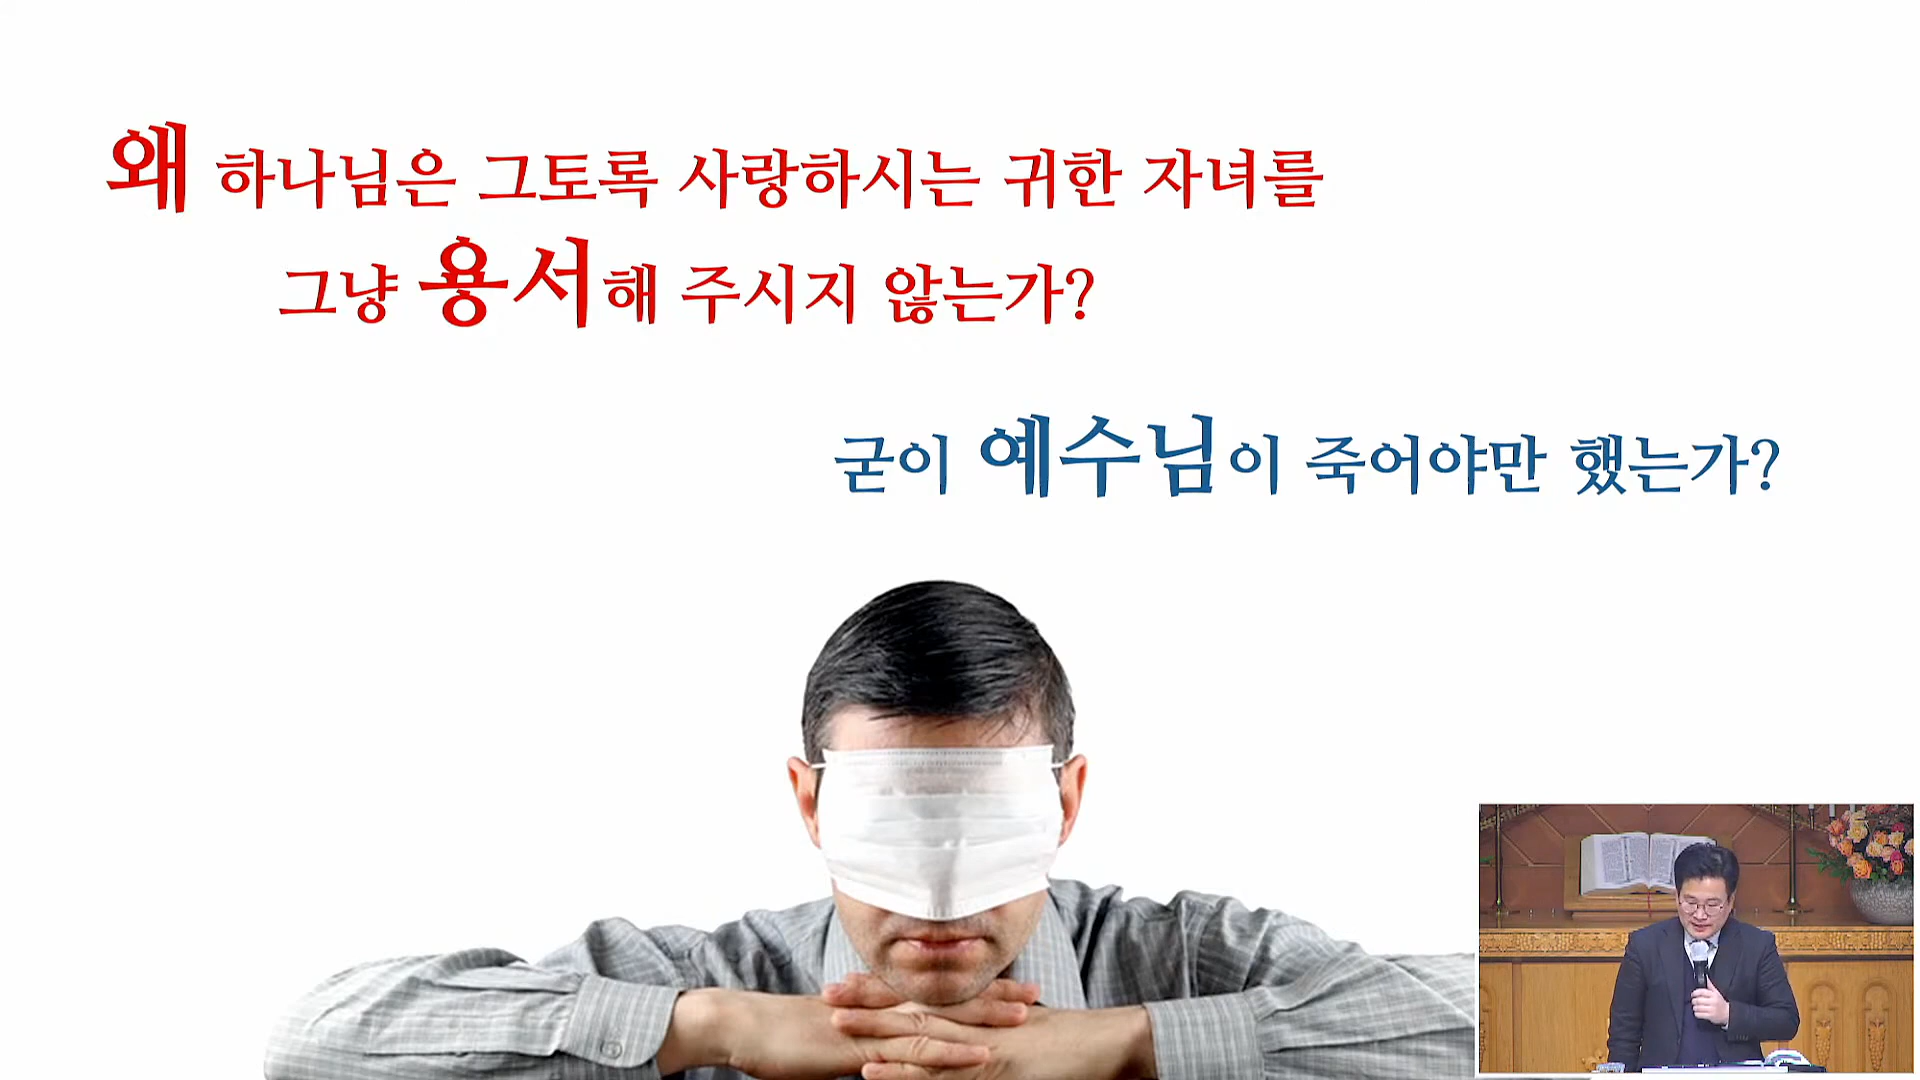 왜 하나님은 그토록 사랑하시는 귀한 자녀를
그냥 용서해 주시지 않는가?
굳이 예수님이 죽어야만 했는가?